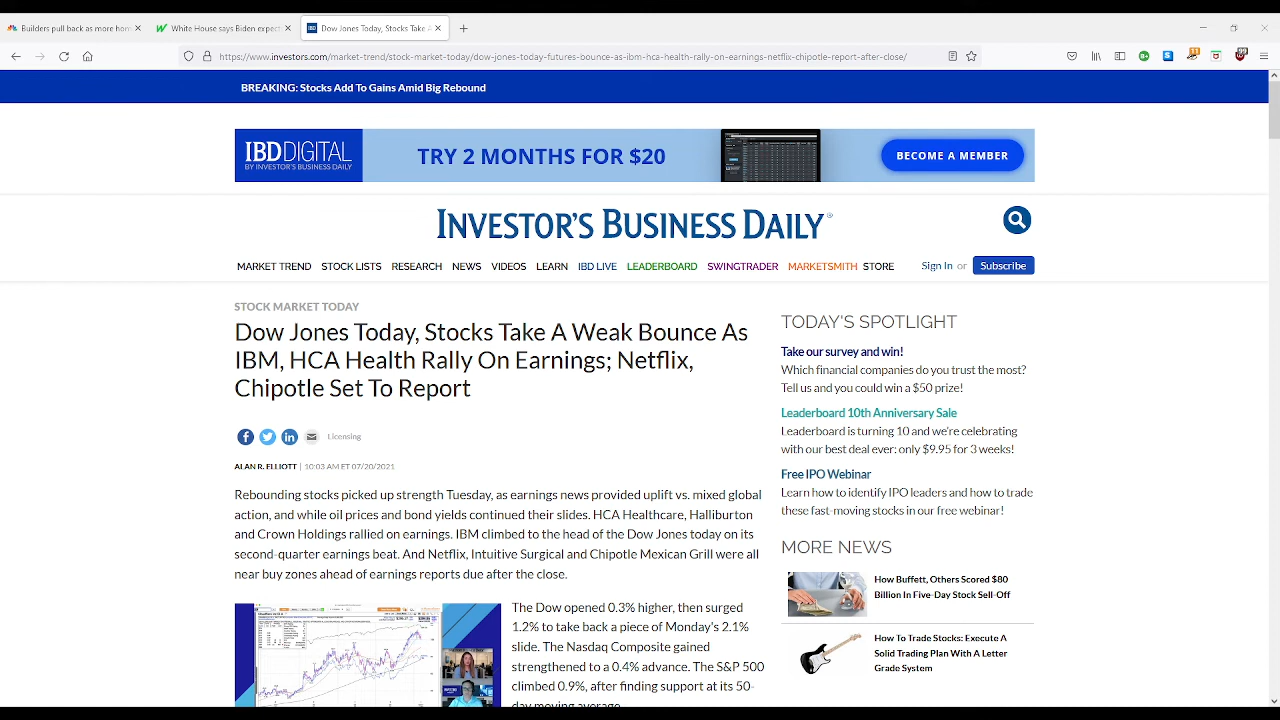 Builders pull back as more hom
White House says Biden expect
Dow Jones Today, Stocks Take A
https://www.investors.com/market-trend/stock-market-today/dow-jones-today-futures-bounce-as-ibm-hca-health-rally-on-earnings-netflix-chipotle-report-after-close/
BREAKING: Stocks Add To Gains Amid Big Rebound
IBD DIGITAL
BY INVESTOR'S BUSINESS DAILY
TRY 2 MONTHS FOR $20
BECOME A MEMBER
INVESTOR'S BUSINESS DAILY®
MARKET TREND STOCK LISTS RESEARCH NEWS VIDEOS LEARN IBD LIVE LEADERBOARD SWINGTRADER MARKETSMITH STORE Sign In or Subscribe
STOCK MARKET TODAY
Dow Jones Today, Stocks Take A Weak Bounce As
IBM, HCA Health Rally On Earnings; Netflix,
Chipotle Set To Report
Licensing
ALAN R. ELLIOTT | 10:03 AM ET 07/20/2021
Rebounding stocks picked up strength Tuesday, as earnings news provided uplift vs. mixed global
action, and while oil prices and bond yields continued their slides. HCA Healthcare, Halliburton
and Crown Holdings rallied on earnings. IBM climbed to the head of the Dow Jones today on its
second-quarter earnings beat. And Netflix, Intuitive Surgical and Chipotle Mexican Grill were all
near buy zones ahead of earnings reports due after the close.
The Dow opened 0.3% higher, then surged
1.2% to take back a piece of Monday's 2.1%
slide. The Nasdaq Composite gained
strengthened to a 0.4% advance. The S&P 500
climbed 0.9%, after finding support at its 50-
day moving average.
TODAY'S SPOTLIGHT
Take our survey and win!
Which financial companies do you trust the most?
Tell us and you could win a $50 prize!
Leaderboard 10th Anniversary Sale
Leaderboard is turning 10 and we're celebrating
with our best deal ever: only $9.95 for 3 weeks!
Free IPO Webinar
Learn how to identify IPO leaders and how to trade
these fast-moving stocks in our free webinar!
MORE NEWS
How Buffett, Others Scored $80
Billion In Five-Day Stock Sell-Off
How To Trade Stocks: Execute A
Solid Trading Plan With A Letter
Grade System